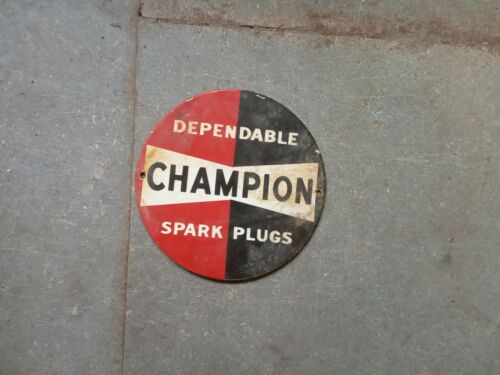 DEPENDABLE
CHAMPION
SPARK PLUGS